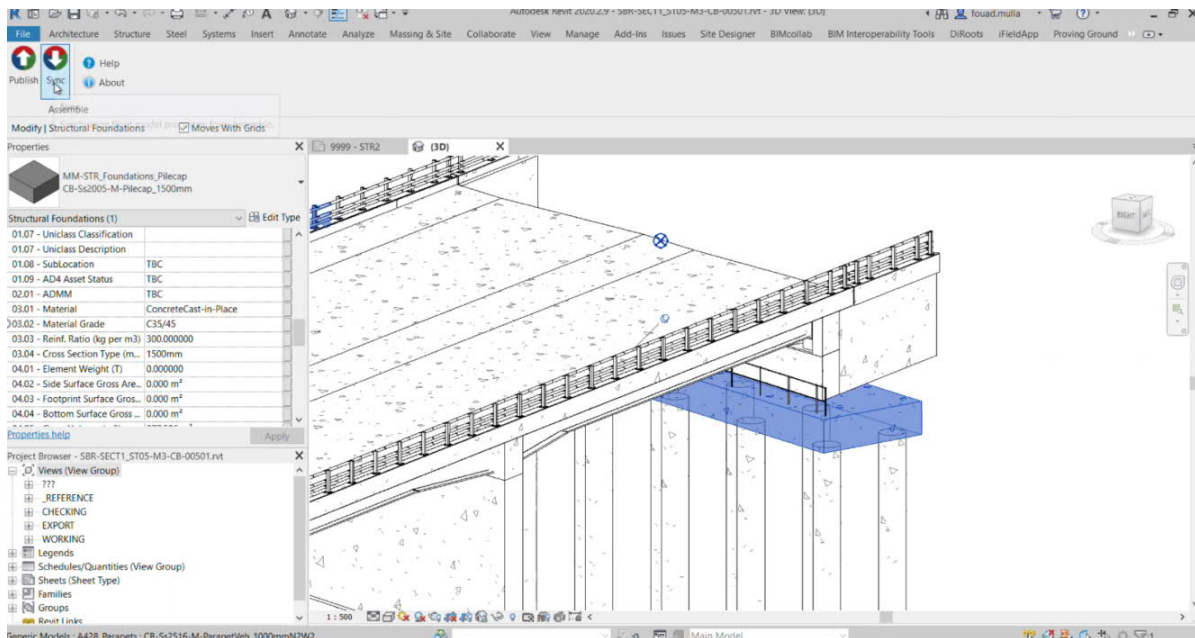 Autodesk Revit 2020.2.9 - SBR-SECT1_ST05-M3-CB-00501.rvt - 3D View: {3D}
fouad.mulla
File Architecture Structure Steel Systems Insert Annotate Analyze Massing & Site Collaborate View Manage Add-Ins Issues Site Designer BIMcollab BIM Interoperability Tools DiRoots iFieldApp Proving Ground
Help
Publish Sync
About
Assemble
Modify | Structural Foundations Moves With Grids
Properties X 9999 - STR2 (3D) X
MM-STR_Foundations_Pilecap
CB-Ss2005-M-Pilecap_1500mm
Structural Foundations (1) Edit Type
01.07 - Uniclass Classification
01.07 - Uniclass Description
01.08 - SubLocation TBC
01.09 - AD4 Asset Status TBC
02.01 - ADMM TBC
03.01 - Material ConcreteCast-in-Place
03.02 - Material Grade C35/45
03.03 - Reinf. Ratio (kg per m3) 300.000000
03.04 - Cross Section Type (m... 1500mm
04.01 - Element Weight (T) 0.000000
04.02 - Side Surface Gross Are... 0.000 m²
04.03 - Footprint Surface Gros... 0.000 m²
04.04 - Bottom Surface Gross ... 0.000 m²
Properties help Apply
Project Browser - SBR-SECT1_ST05-M3-CB-00501.rvt X
Views (View Group)
???
_REFERENCE
CHECKING
EXPORT
WORKING
Legends
Schedules/Quantities (View Group)
Sheets (Sheet Type)
Families
Groups
Revit Links
RIGHT
1 : 500
Generic Models : A428_Parapets : CB-Ss2516-M-ParapetVeh_1000mmN2W2
Main Model